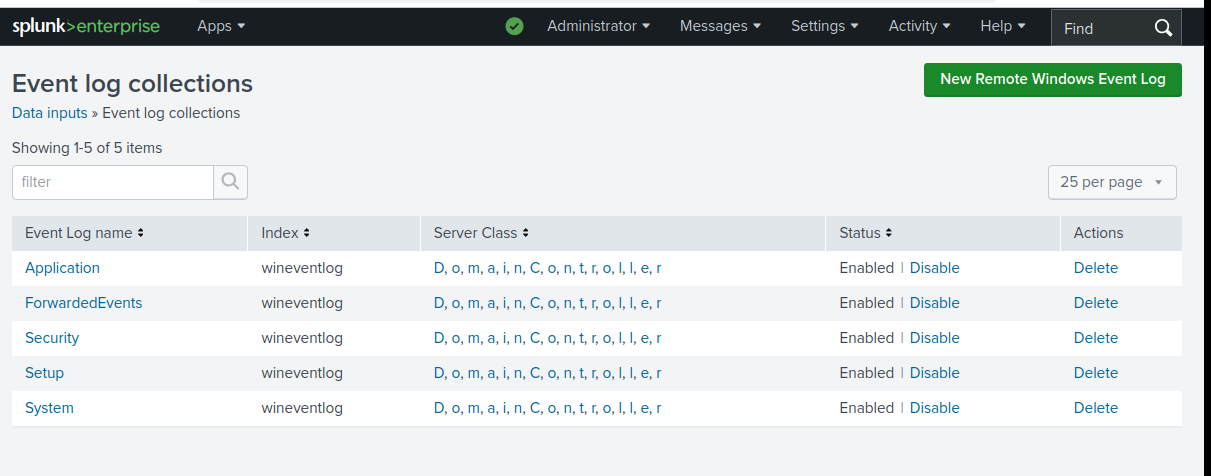 splunk>enterprise Apps Administrator Messages Settings Activity Help Find
Event log collections
New Remote Windows Event Log
Data inputs » Event log collections
Showing 1-5 of 5 items
filter
25 per page
Event Log name Index Server Class Status Actions
Application wineventlog D, o, m, a, i, n, C, o, n, t, r, o, l, l, e, r Enabled | Disable Delete
ForwardedEvents wineventlog D, o, m, a, i, n, C, o, n, t, r, o, l, l, e, r Enabled | Disable Delete
Security wineventlog D, o, m, a, i, n, C, o, n, t, r, o, l, l, e, r Enabled | Disable Delete
Setup wineventlog D, o, m, a, i, n, C, o, n, t, r, o, l, l, e, r Enabled | Disable Delete
System wineventlog D, o, m, a, i, n, C, o, n, t, r, o, l, l, e, r Enabled | Disable Delete